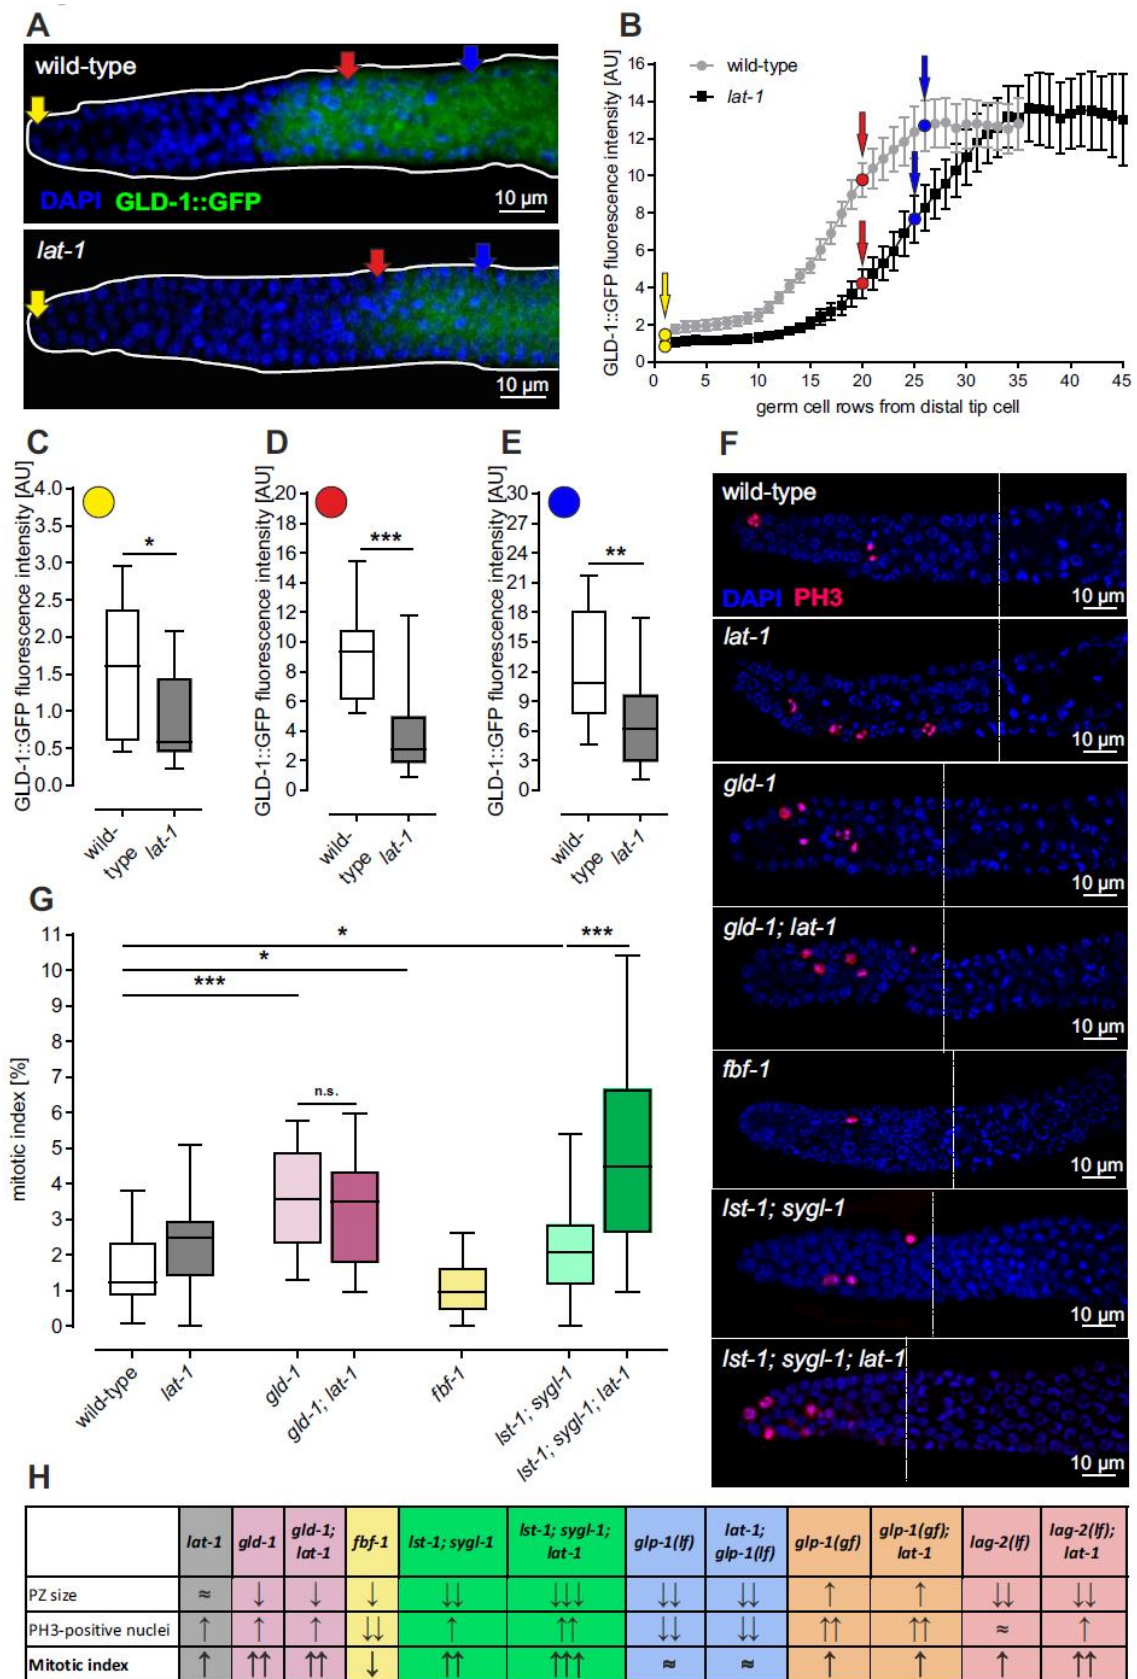 A
wild-type
DAPI GLD-1::GFP
10 µm
lat-1
10 µm
B
GLD-1::GFP fluorescence intensity [AU]
16
14
12
10
8
6
4
2
0
wild-type
lat-1
0 5 10 15 20 25 30 35 40 45
germ cell rows from distal tip cell
C
GLD-1::GFP fluorescence intensity [AU]
4.0
3.5
3.0
2.5
2.0
1.5
1.0
0.5
0.0
*
wild-type
lat-1
D
GLD-1::GFP fluorescence intensity [AU]
20
18
16
14
12
10
8
6
4
2
0
***
wild-type
lat-1
E
GLD-1::GFP fluorescence intensity [AU]
30
27
24
21
18
15
12
9
6
3
0
**
wild-type
lat-1
F
wild-type
DAPI PH3
10 µm
lat-1
10 µm
gld-1
10 µm
gld-1; lat-1
10 µm
fbf-1
10 µm
lst-1; sygl-1
10 µm
lst-1; sygl-1; lat-1
10 µm
G
mitotic index [%]
11
10
9
8
7
6
5
4
3
2
1
0
* ***
*
***
n.s.
wild-type
lat-1
gld-1
gld-1; lat-1
fbf-1
lst-1; sygl-1
lst-1; sygl-1; lat-1
H
lat-1 gld-1 gld-1; lat-1 fbf-1 lst-1; sygl-1 lst-1; sygl-1; lat-1 glp-1(lf) lat-1; glp-1(lf) glp-1(gf) glp-1(gf); lat-1 lag-2(lf) lag-2(lf); lat-1
PZ size ≈ ↓ ↓ ↓ ↓↓ ↓↓↓ ↓↓ ↓↓ ↑ ↑ ↓↓ ↓↓
PH3-positive nuclei ↑ ↑ ↑ ↓↓ ↑ ↑↑ ↓↓ ↓↓ ↑↑ ↑↑ ≈ ↑
Mitotic index ↑ ↑↑ ↑↑ ↓ ↑↑ ↑↑↑ ≈ ≈ ↑ ↑ ↑ ↑↑